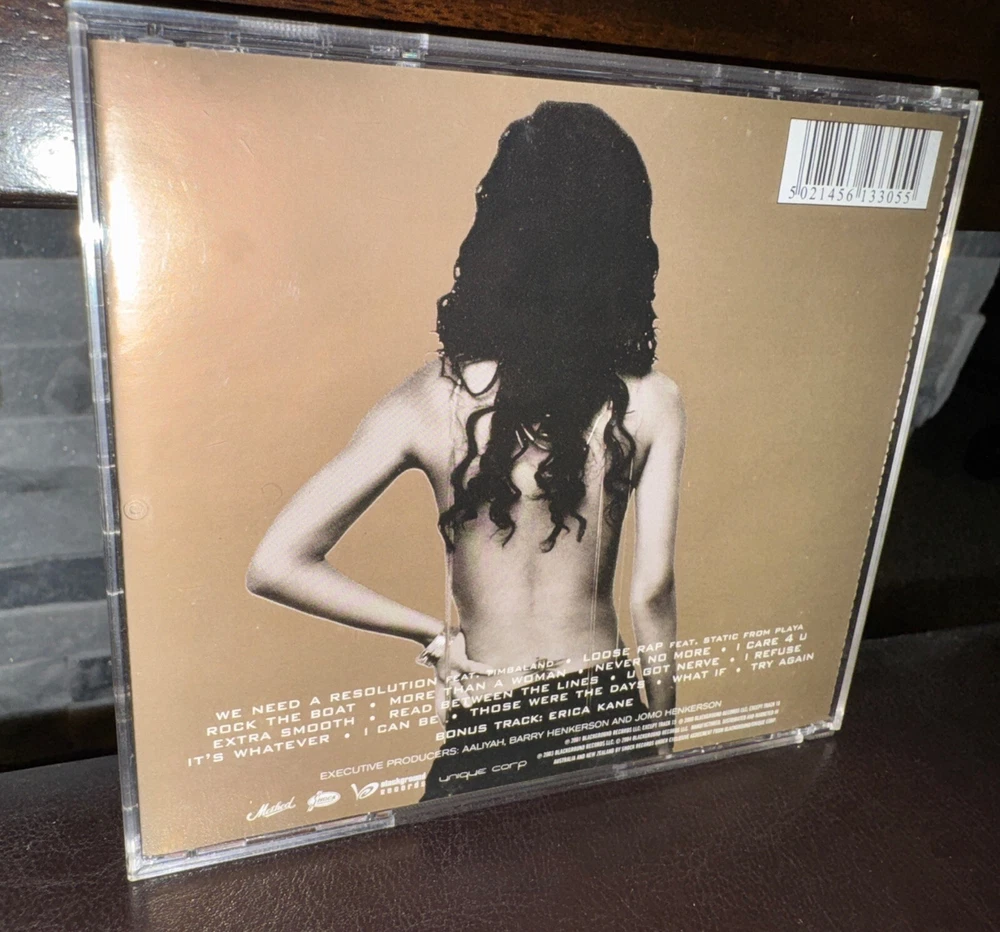 5 021456 133055
WE NEED A RESOLUTION FEAT. TIMBALAND • LOOSE RAP FEAT. STATIC FROM PLAYA
ROCK THE BOAT • MORE THAN A WOMAN • NEVER NO MORE • I CARE 4 U
EXTRA SMOOTH • READ BETWEEN THE LINES • U GOT NERVE • I REFUSE
IT'S WHATEVER • I CAN BE • THOSE WERE THE DAYS • WHAT IF • TRY AGAIN
BONUS TRACK: ERICA KANE
EXECUTIVE PRODUCERS: AALIYAH, BARRY HENKERSON AND JOMO HENKERSON
Method
blackground
records
unique corp